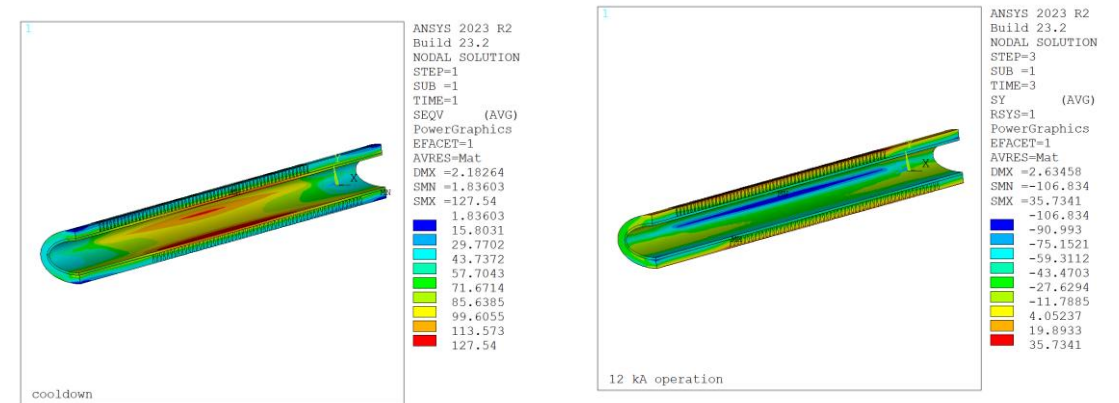 1
ANSYS 2023 R2
Build 23.2
NODAL SOLUTION
STEP=1
SUB =1
TIME=1
SEQV (AVG)
PowerGraphics
EFACET=1
AVRES=Mat
DMX =2.18264
SMN =1.83603
SMX =127.54
1.83603
15.8031
29.7702
43.7372
57.7043
71.6714
85.6385
99.6055
113.573
127.54
X
cooldown
1
ANSYS 2023 R2
Build 23.2
NODAL SOLUTION
STEP=3
SUB =1
TIME=3
SY (AVG)
RSYS=1
PowerGraphics
EFACET=1
AVRES=Mat
DMX =2.63458
SMN =-106.834
SMX =35.7341
-106.834
-90.993
-75.1521
-59.3112
-43.4703
-27.6294
-11.7885
4.05237
19.8933
35.7341
X
12 kA operation